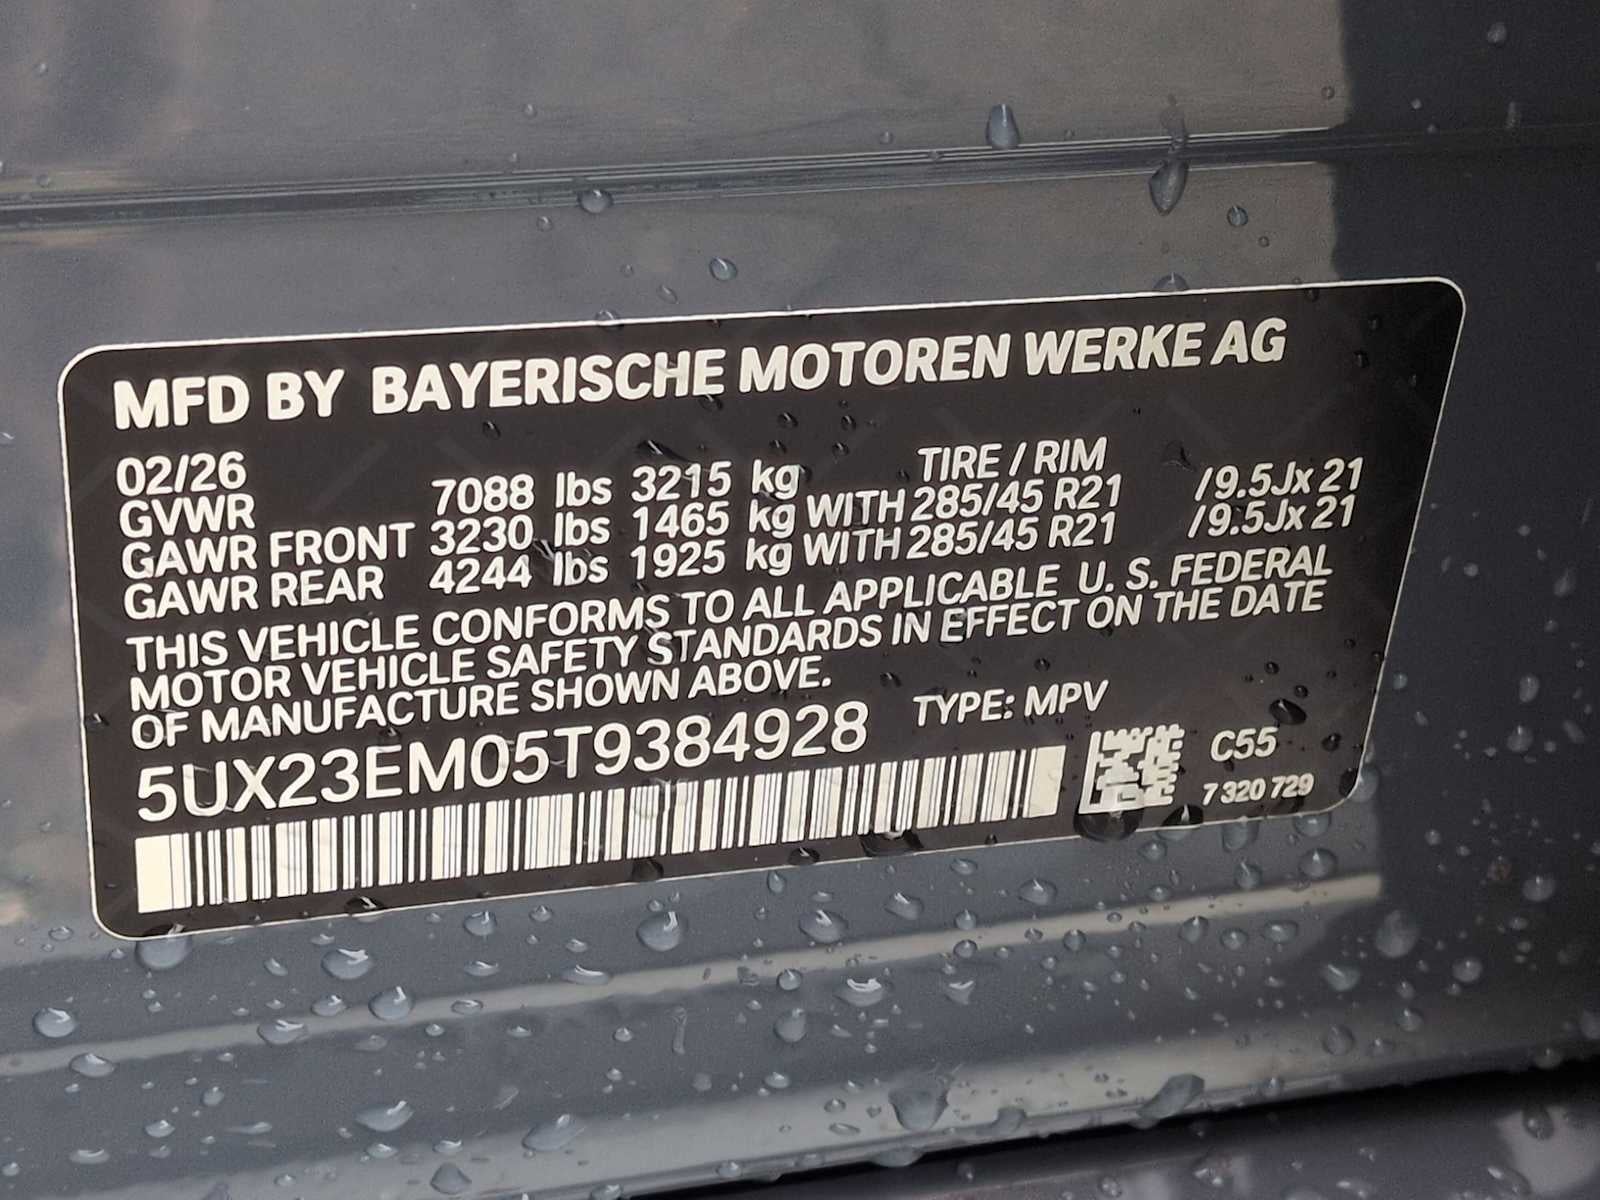 MFD BY BAYERISCHE MOTOREN WERKE AG
02/26 TIRE / RIM
GVWR 7088 lbs 3215 kg
GAWR FRONT 3230 lbs 1465 kg WITH 285/45 R21 /9.5Jx 21
GAWR REAR 4244 lbs 1925 kg WITH 285/45 R21 /9.5Jx 21
THIS VEHICLE CONFORMS TO ALL APPLICABLE U. S. FEDERAL
MOTOR VEHICLE SAFETY STANDARDS IN EFFECT ON THE DATE
OF MANUFACTURE SHOWN ABOVE.
5UX23EM05T9384928 TYPE: MPV
C55
7 320 729